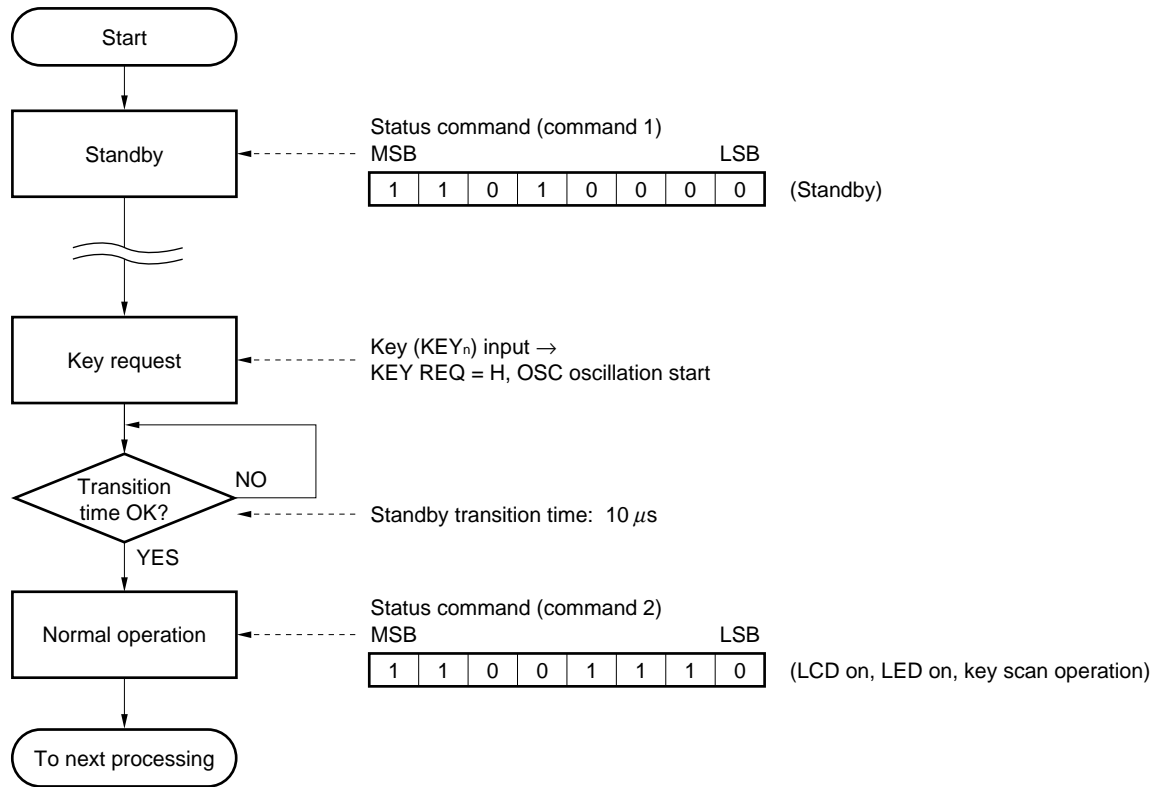 Start
Standby
Status command (command 1)
MSB LSB
1 1 0 1 0 0 0 0 (Standby)
Key request
Key (KEYn) input →
KEY REQ = H, OSC oscillation start
Transition
time OK?
NO
YES
Standby transition time: 10 μs
Normal operation
Status command (command 2)
MSB LSB
1 1 0 0 1 1 1 0 (LCD on, LED on, key scan operation)
To next processing